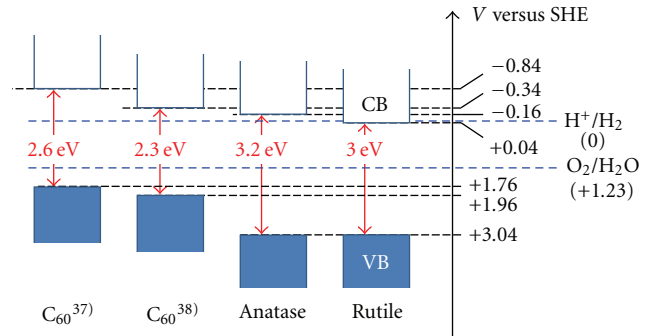 V versus SHE
−0.84
−0.34
CB
−0.16
H⁺/H₂
(0)
2.6 eV
2.3 eV
3.2 eV
3 eV
+0.04
O₂/H₂O
+1.76
(+1.23)
+1.96
+3.04
VB
C₆₀³⁷⁾
C₆₀³⁸⁾
Anatase
Rutile